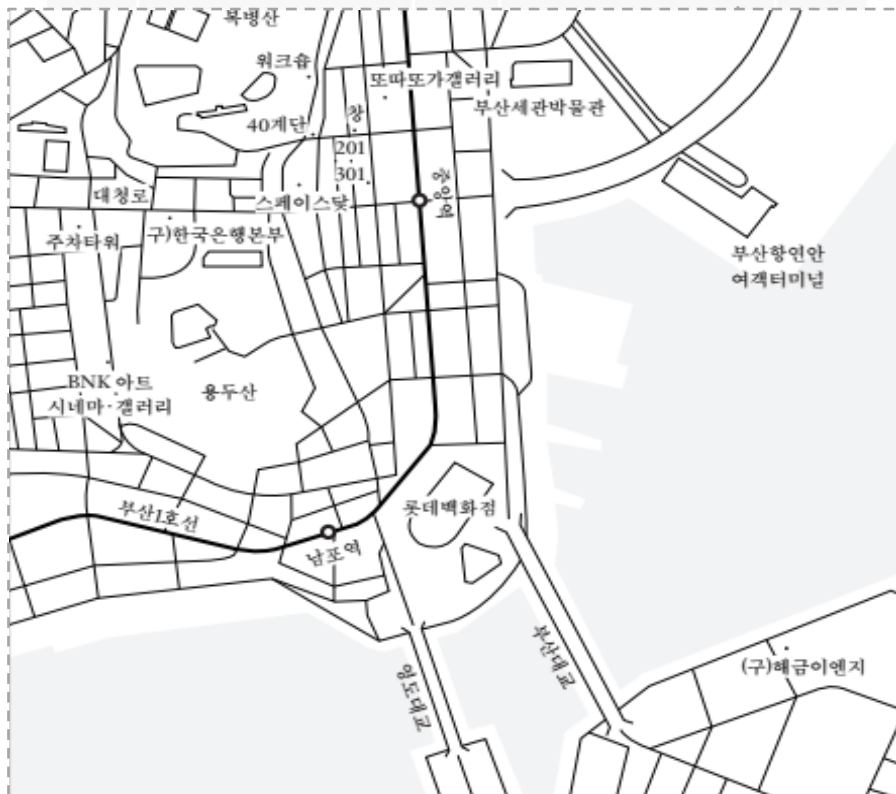 복병산
워크숍
또따또가갤러리
부산세관박물관
창
40계단
201
301
중앙역
대청로
스페이스닻
주차타워
구)한국은행본부
부산항연안
여객터미널
BNK 아트
시네마·갤러리
용두산
롯데백화점
부산1호선
남포역
부산대교
영도대교
(구)해금이엔지